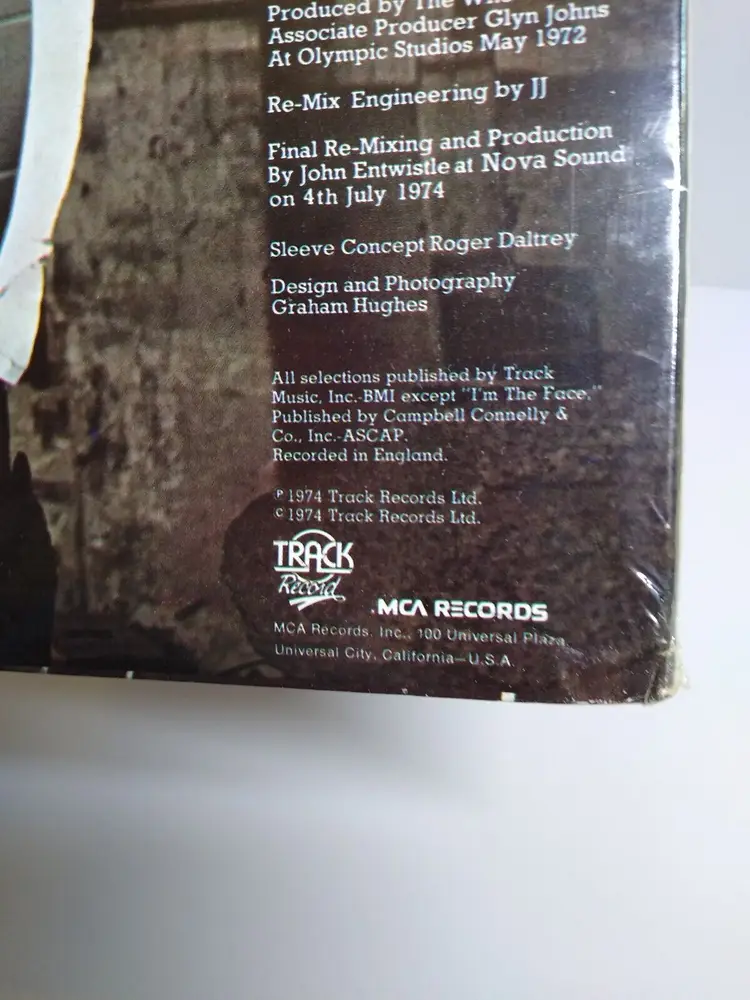 Produced by The Who
Associate Producer Glyn Johns
At Olympic Studios May 1972
Re-Mix Engineering by JJ
Final Re-Mixing and Production
By John Entwistle at Nova Sound
on 4th July 1974
Sleeve Concept Roger Daltrey
Design and Photography
Graham Hughes
All selections published by Track
Music, Inc.-BMI except "I'm The Face."
Published by Campbell Connelly &
Co., Inc.-ASCAP.
Recorded in England.
℗ 1974 Track Records Ltd.
© 1974 Track Records Ltd.
TRACK
Record
.MCA RECORDS
MCA Records, Inc., 100 Universal Plaza,
Universal City, California—U.S.A.